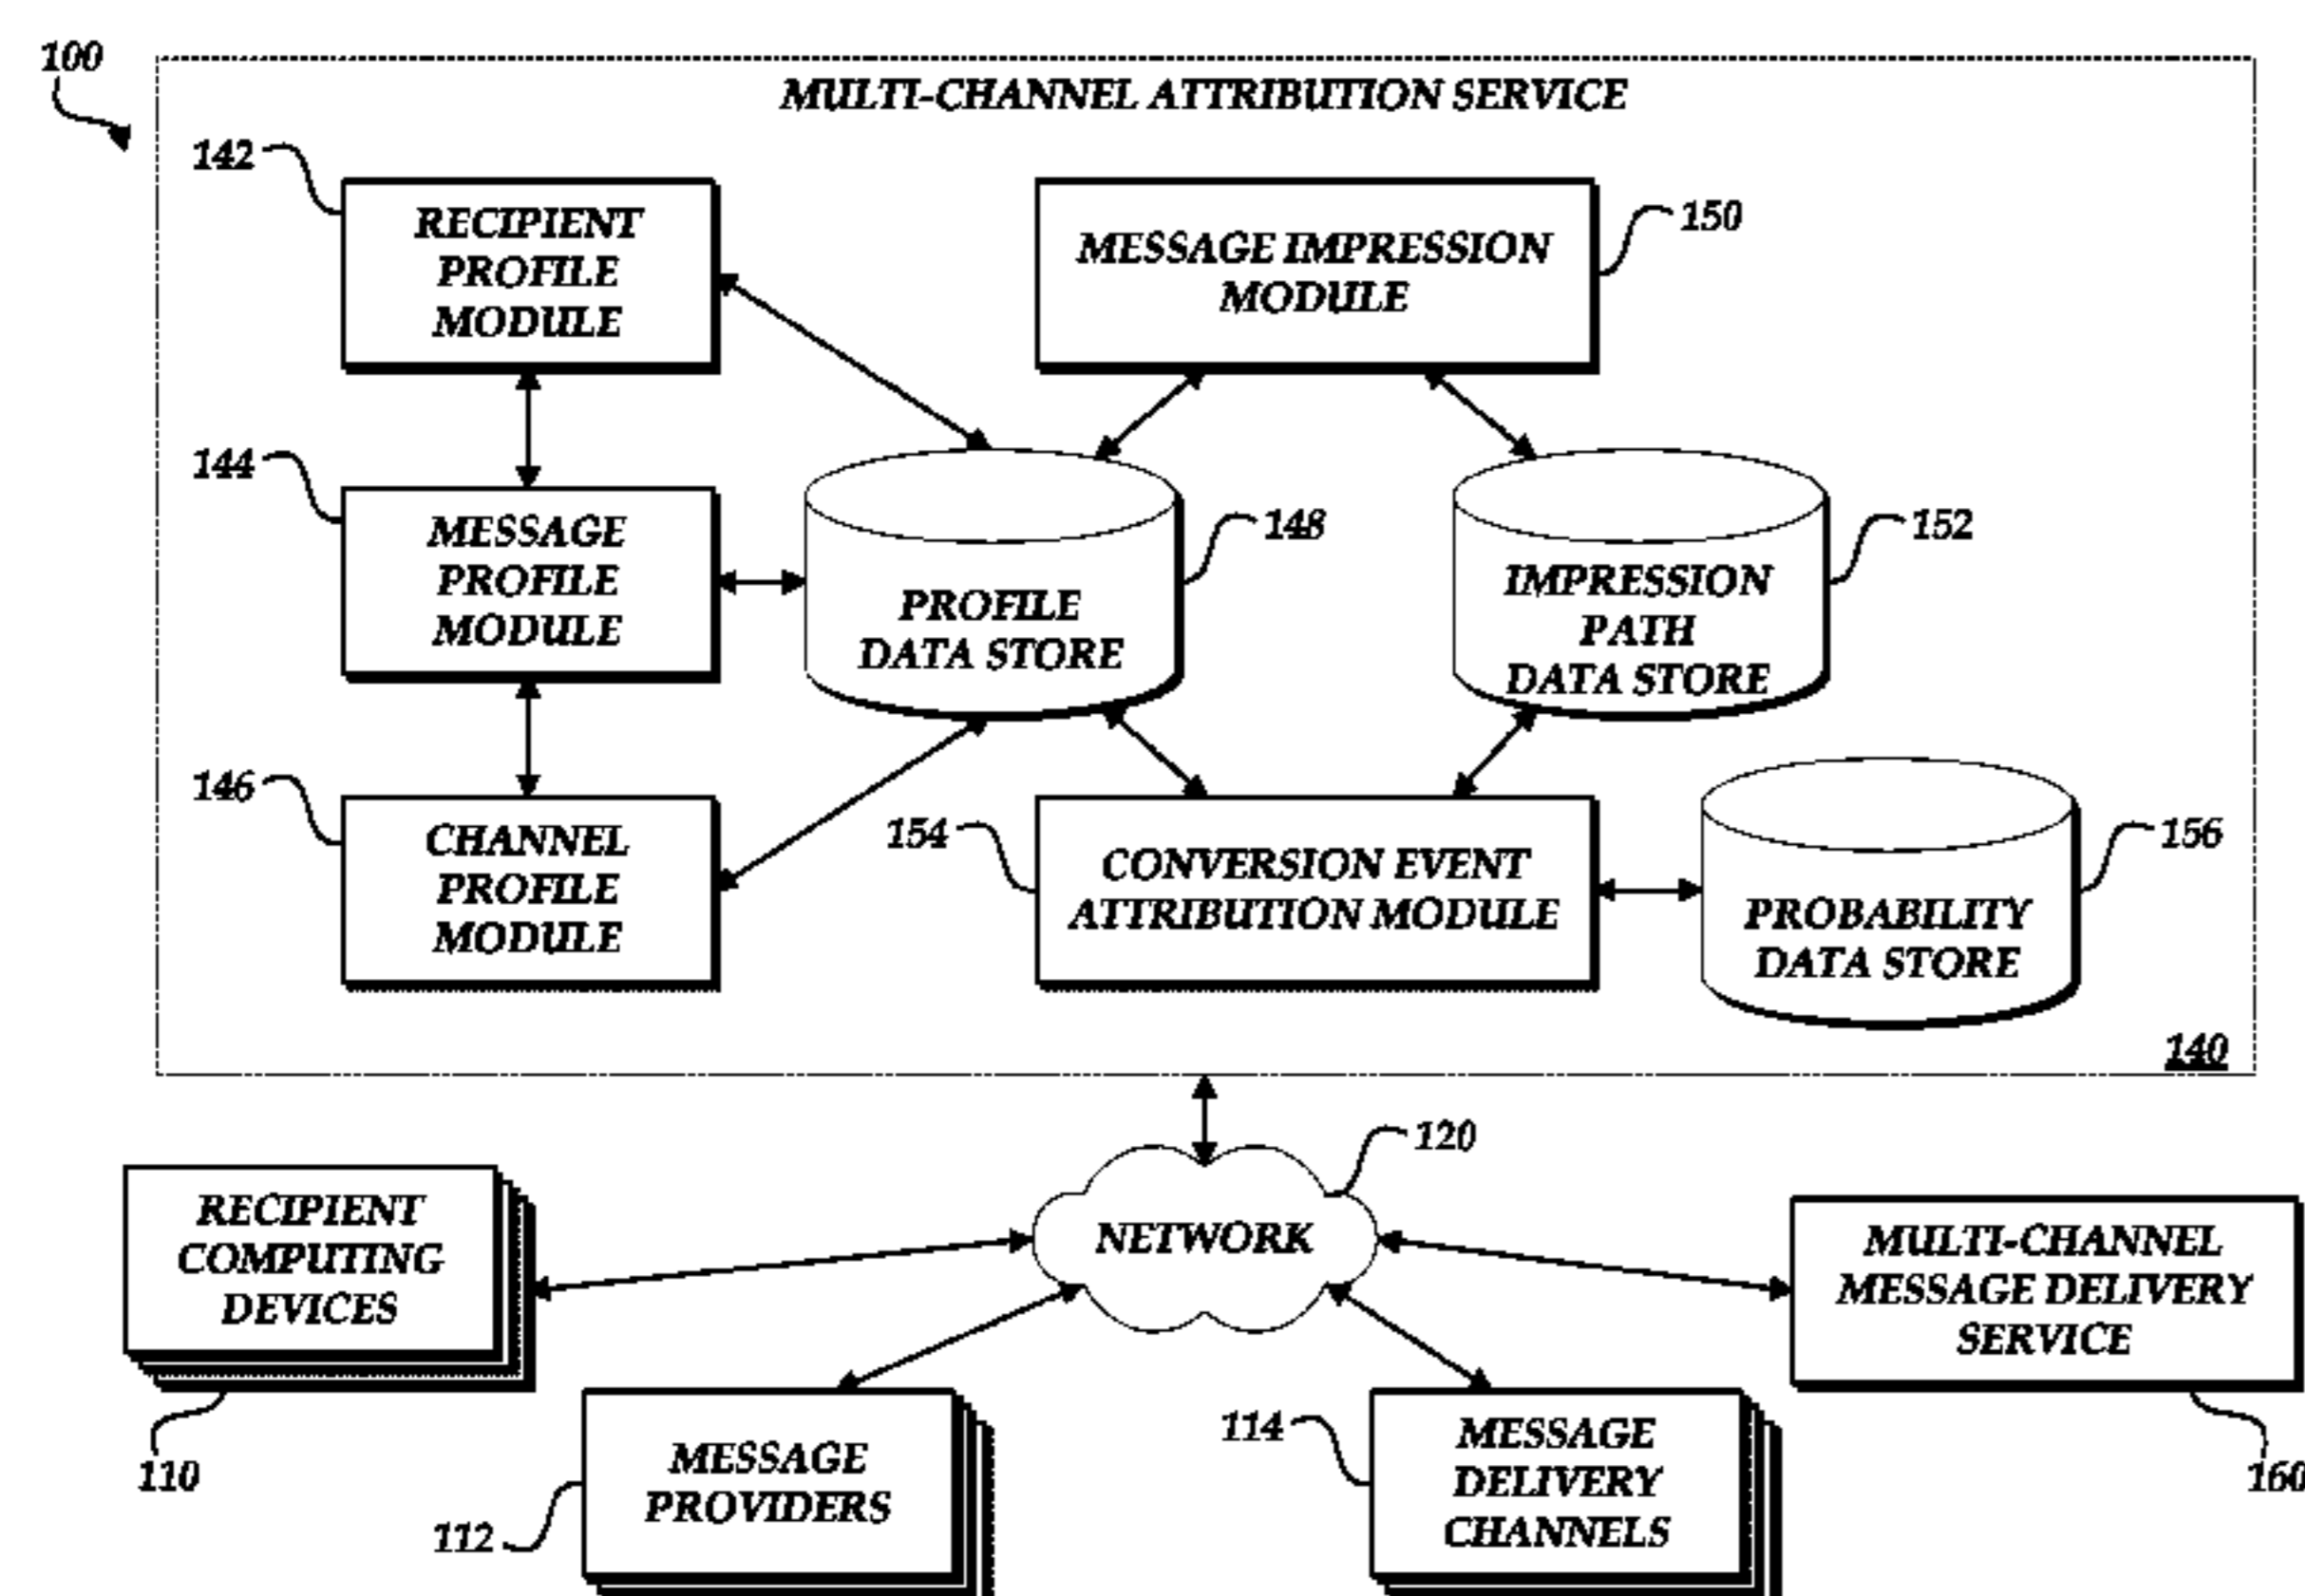 100
MULTI-CHANNEL ATTRIBUTION SERVICE
142
RECIPIENT
PROFILE
MODULE
MESSAGE IMPRESSION
MODULE
150
144
MESSAGE
PROFILE
MODULE
PROFILE
DATA STORE
148
IMPRESSION
PATH
DATA STORE
152
146
CHANNEL
PROFILE
MODULE
154
CONVERSION EVENT
ATTRIBUTION MODULE
PROBABILITY
DATA STORE
156
140
120
NETWORK
RECIPIENT
COMPUTING
DEVICES
110
MESSAGE
PROVIDERS
112
114
MESSAGE
DELIVERY
CHANNELS
MULTI-CHANNEL
MESSAGE DELIVERY
SERVICE
160